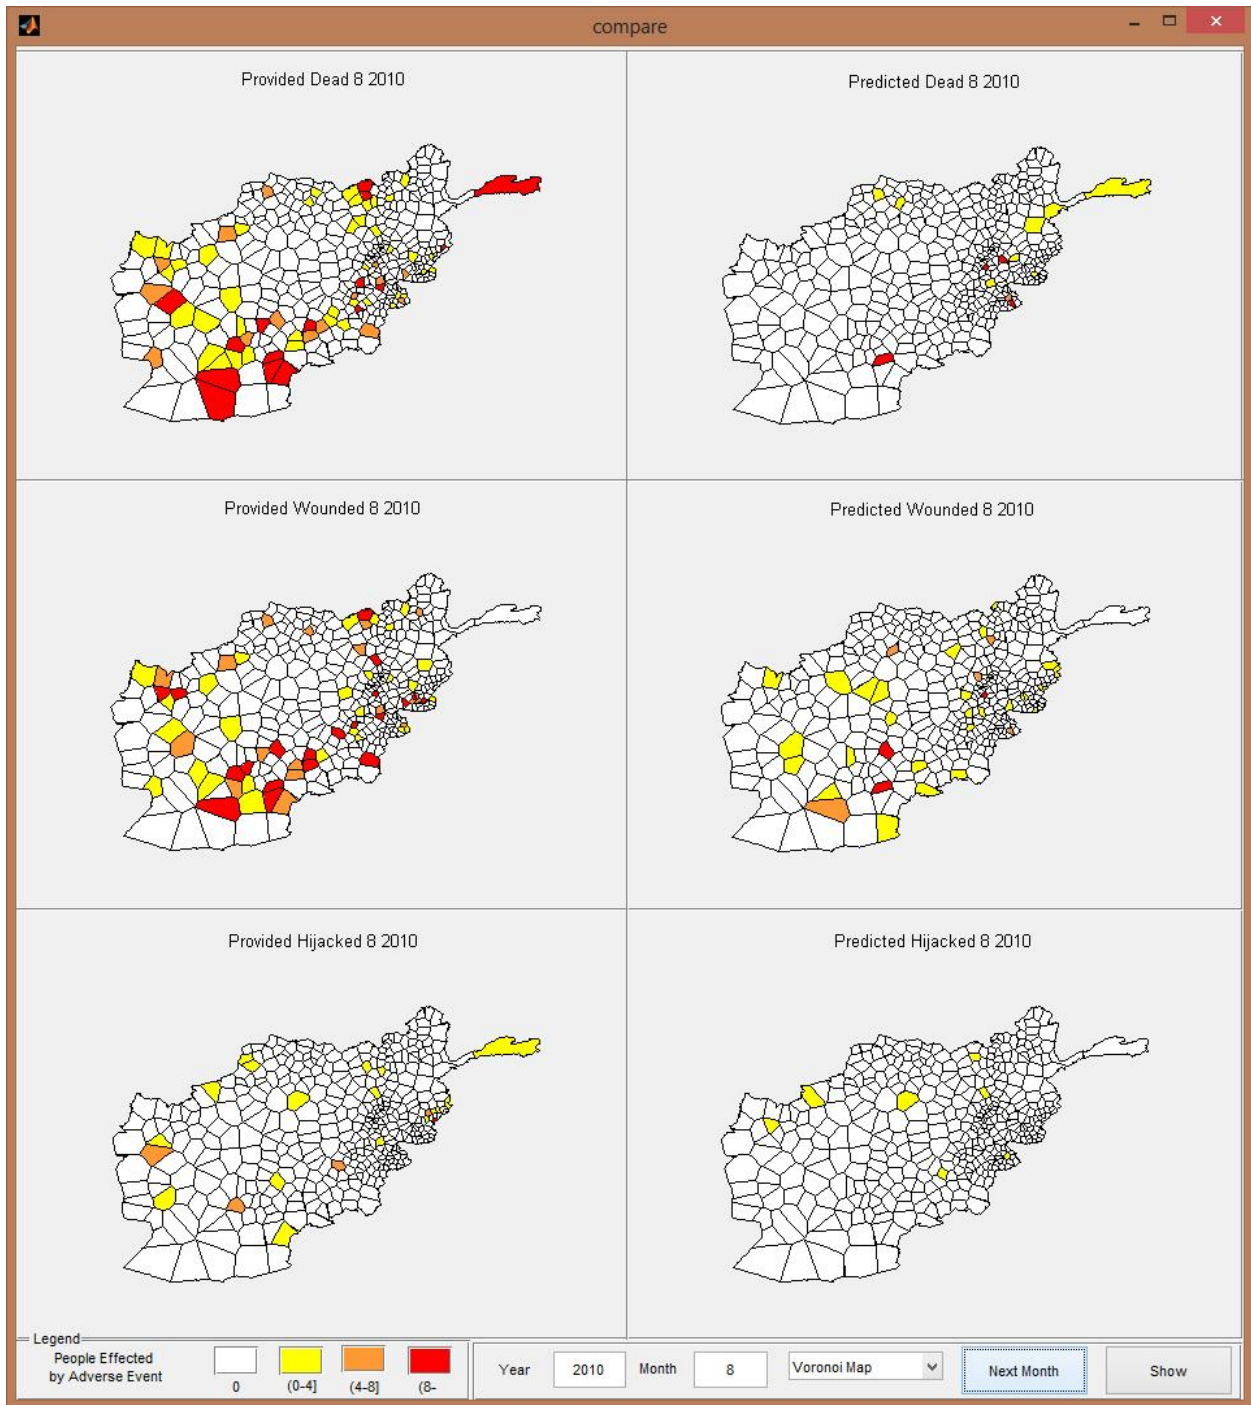 compare
Provided Dead 8 2010
Predicted Dead 8 2010
Provided Wounded 8 2010
Predicted Wounded 8 2010
Provided Hijacked 8 2010
Predicted Hijacked 8 2010
Legend
People Effected
by Adverse Event
0
(0-4]
(4-8]
(8-
Year
2010
Month
8
Voronoi Map
Next Month
Show